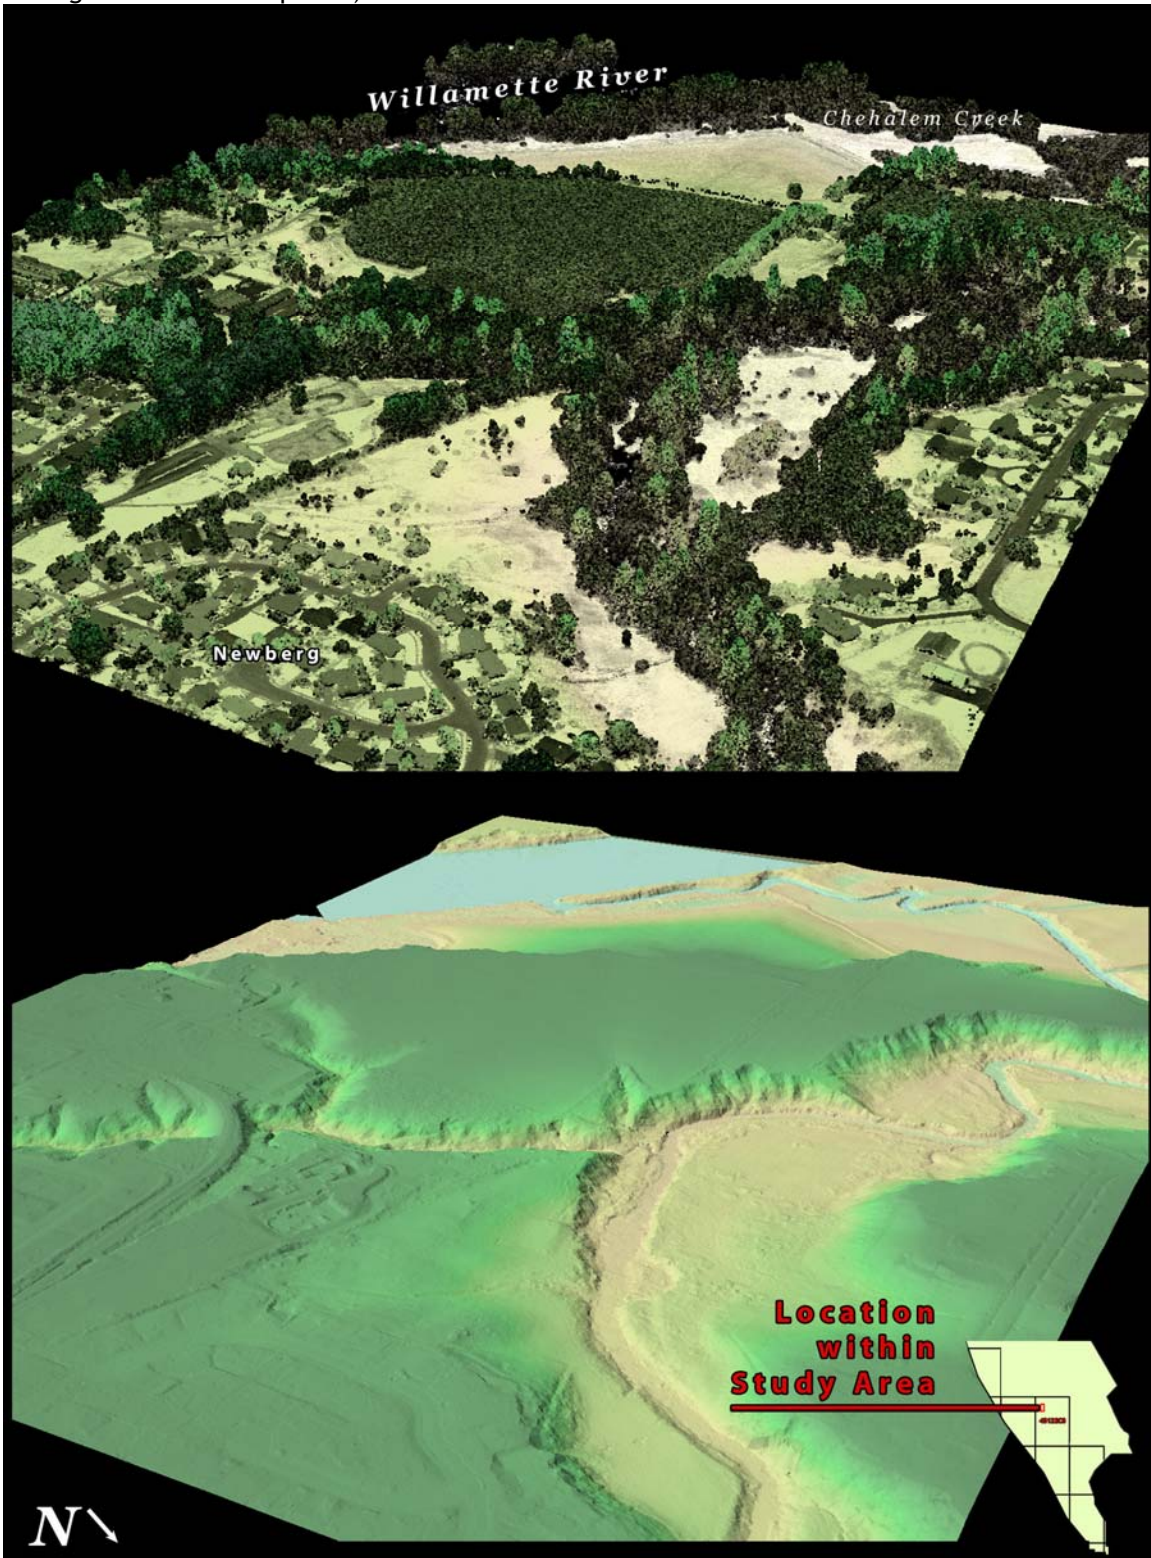 Willamette River
Chehalem Creek
Newberg
Location
within
Study Area
N